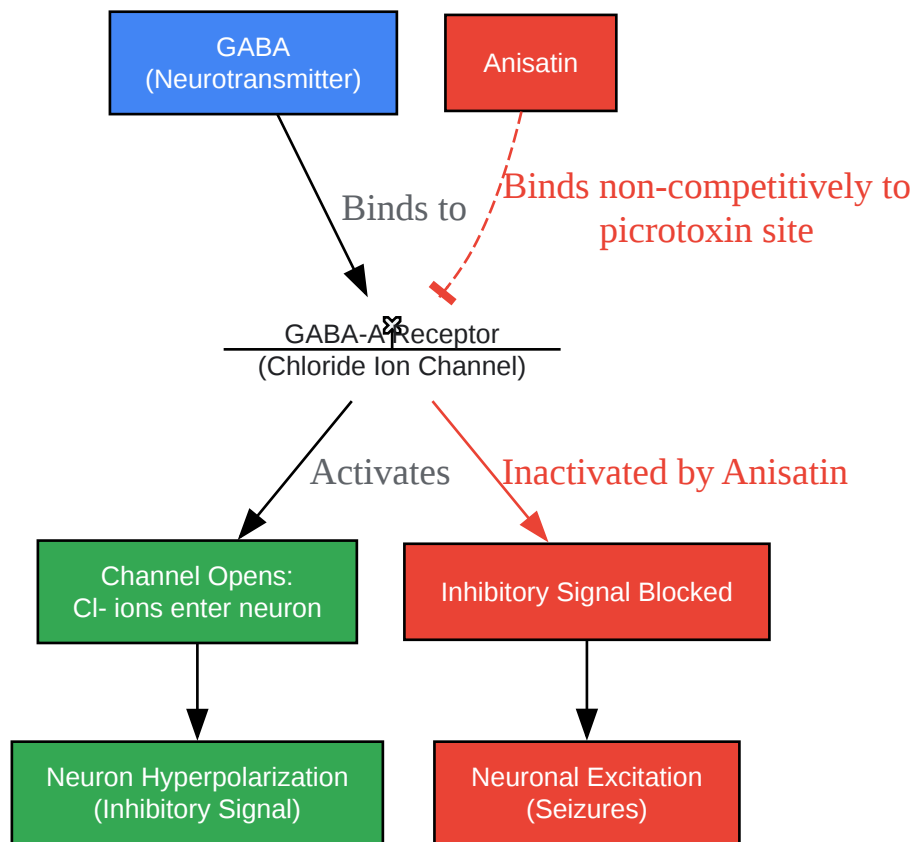 GABA
(Neurotransmitter)
Anisatin
Binds to
Binds non-competitively to
picrotoxin site
GABA-A Receptor
(Chloride Ion Channel)
Activates
Inactivated by Anisatin
Channel Opens:
Cl- ions enter neuron
Inhibitory Signal Blocked
Neuron Hyperpolarization
(Inhibitory Signal)
Neuronal Excitation
(Seizures)